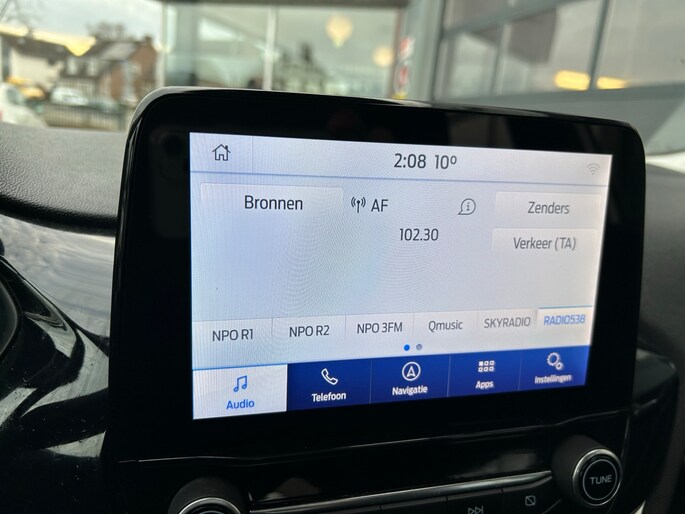 2:08 10°
Bronnen
AF
Zenders
102.30
Verkeer (TA)
NPO R1
NPO R2
NPO 3FM
Qmusic
SKYRADIO
RADIO538
Audio
Telefoon
Navigatie
Apps
Instellingen
TUNE